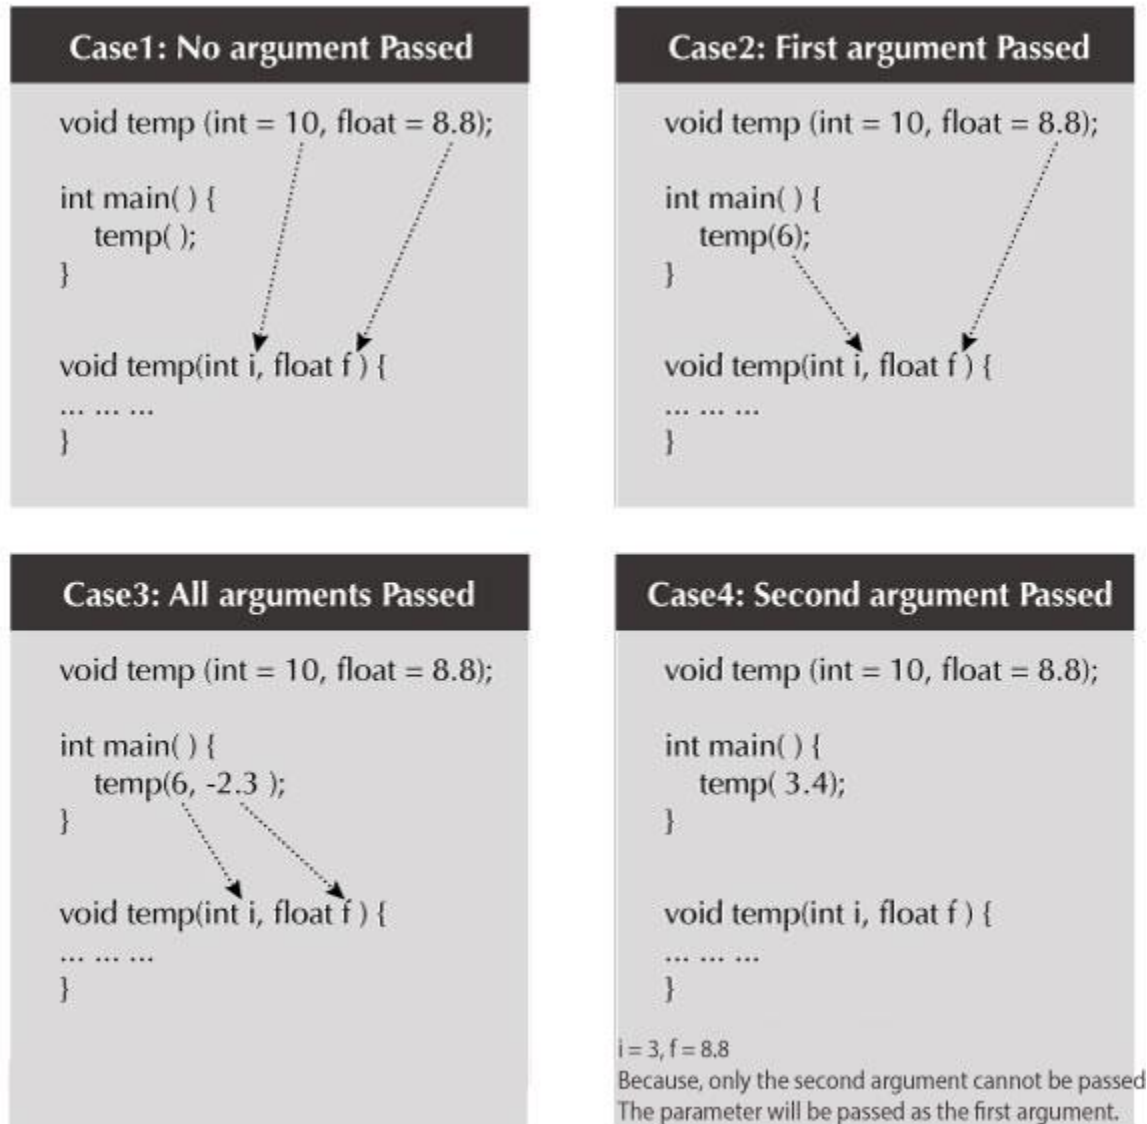 Case1: No argument Passed
void temp (int = 10, float = 8.8);
int main( ) {
temp( );
}
void temp(int i, float f ) {
... ... ...
}
Case2: First argument Passed
void temp (int = 10, float = 8.8);
int main( ) {
temp(6);
}
void temp(int i, float f ) {
... ... ...
}
Case3: All arguments Passed
void temp (int = 10, float = 8.8);
int main( ) {
temp(6, -2.3 );
}
void temp(int i, float f ) {
... ... ...
}
Case4: Second argument Passed
void temp (int = 10, float = 8.8);
int main( ) {
temp( 3.4);
}
void temp(int i, float f ) {
... ... ...
}
i = 3, f = 8.8
Because, only the second argument cannot be passed
The parameter will be passed as the first argument.